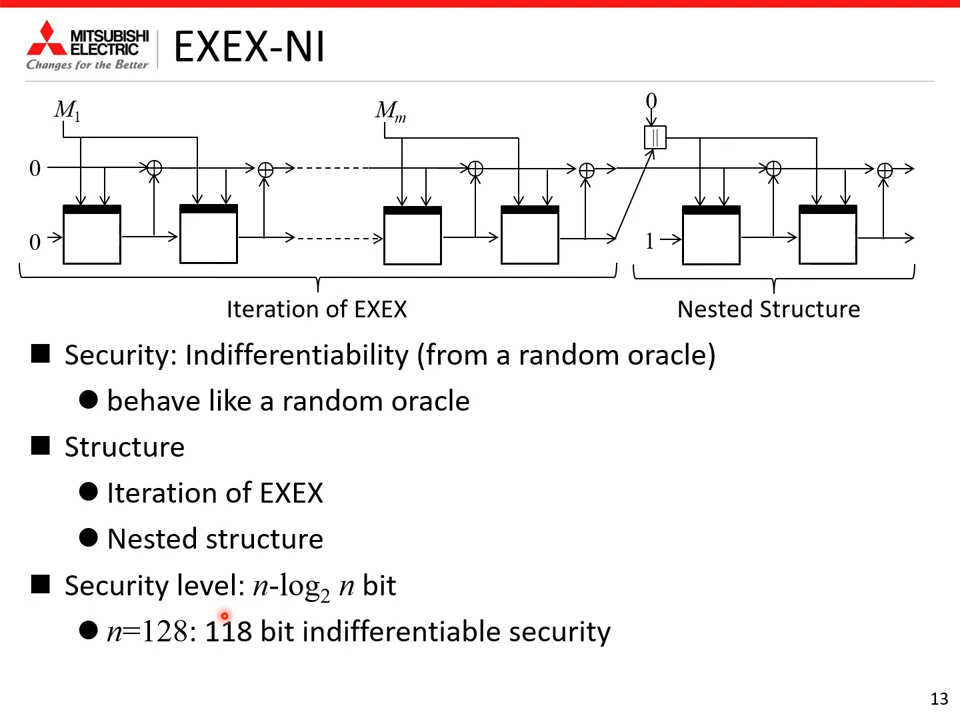 MITSUBISHI
ELECTRIC
Changes for the Better
EXEX-NI
M1
Mm
0
||
0
0
1
Iteration of EXEX
Nested Structure
Security: Indifferentiability (from a random oracle)
behave like a random oracle
Structure
Iteration of EXEX
Nested structure
Security level: n-log2 n bit
n=128: 118 bit indifferentiable security
13